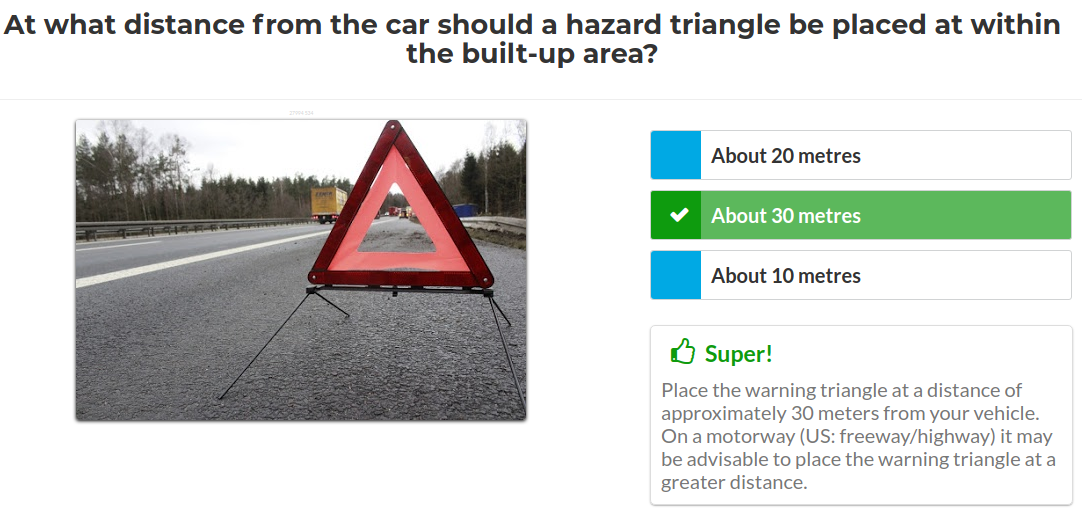 At what distance from the car should a hazard triangle be placed at within
the built-up area?
About 20 metres
About 30 metres
About 10 metres
Super!
Place the warning triangle at a distance of
approximately 30 meters from your vehicle.
On a motorway (US: freeway/highway) it may
be advisable to place the warning triangle at a
greater distance.